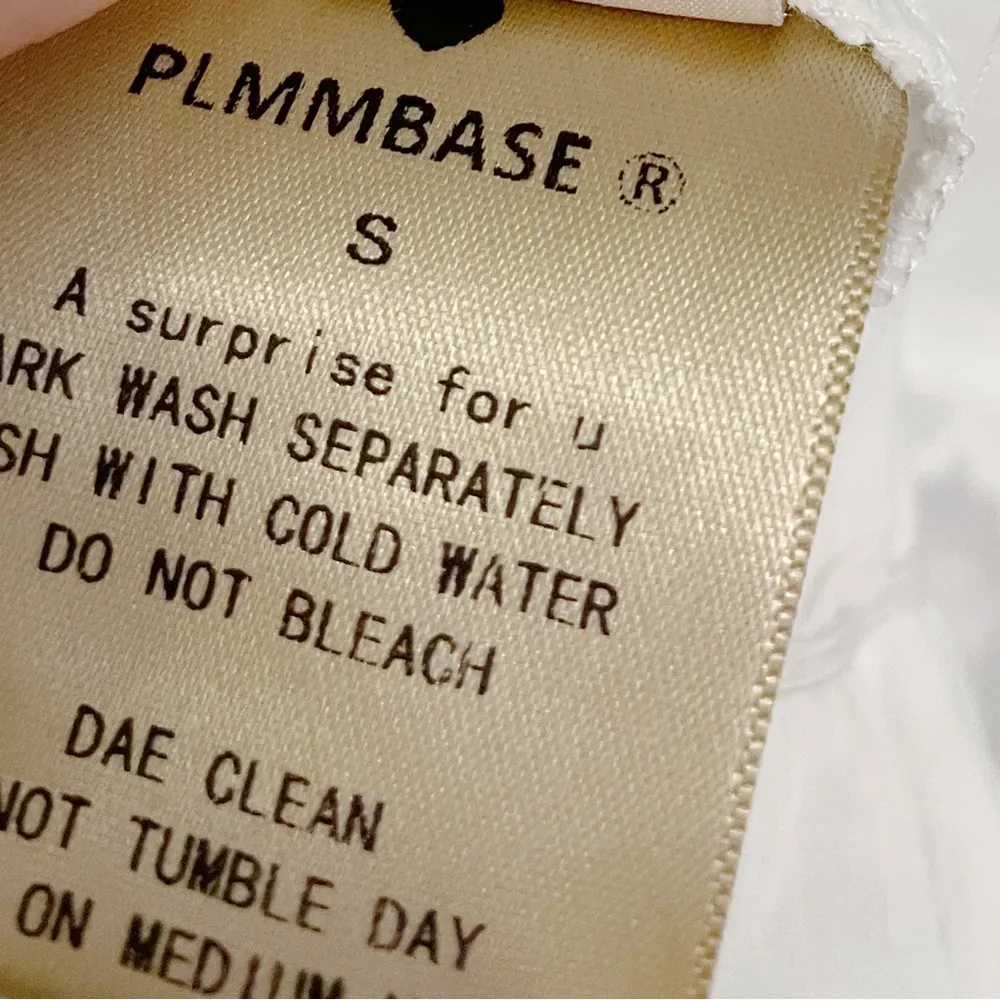 PLMMBASE ®
S
A surprise for u
ARK WASH SEPARATELY
SH WITH COLD WATER
DO NOT BLEACH
DAE CLEAN
NOT TUMBLE DAY
ON MEDIUM